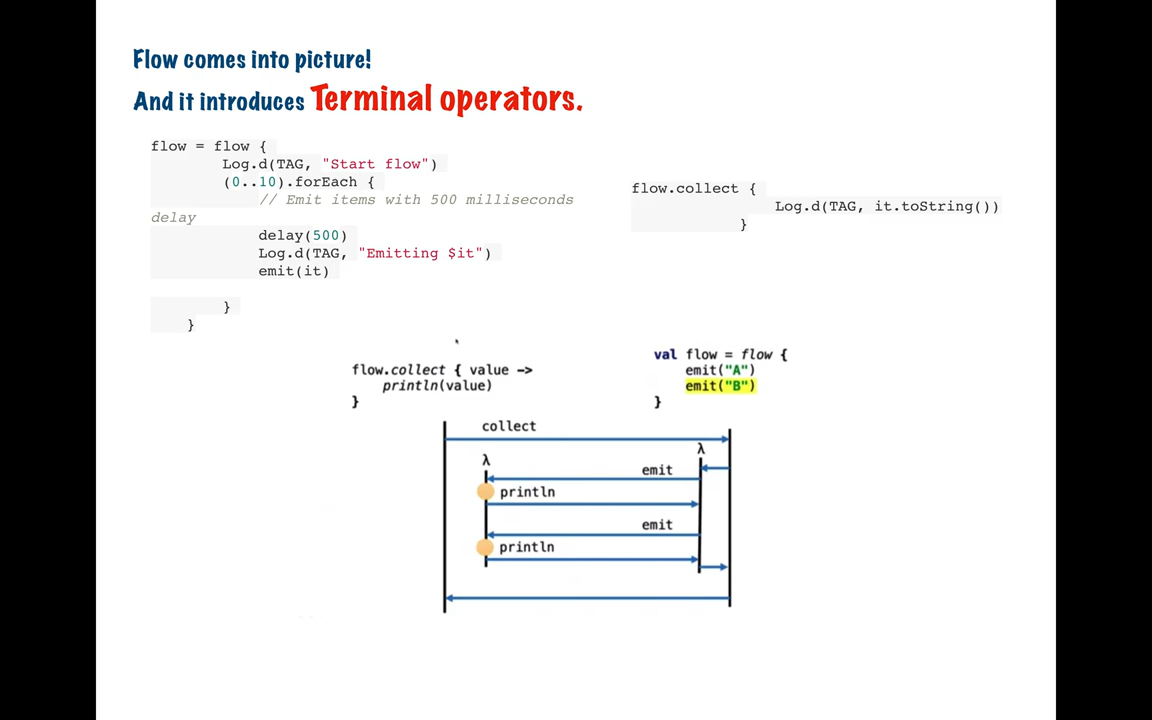 Flow comes into picture!
And it introduces Terminal operators.
flow = flow {
Log.d(TAG, "Start flow")
(0..10).forEach {
// Emit items with 500 milliseconds
delay
delay(500)
Log.d(TAG, "Emitting $it")
emit(it)
}
}
flow.collect {
Log.d(TAG, it.toString())
}
flow.collect { value ->
println(value)
}
val flow = flow {
emit("A")
emit("B")
}
collect
λ
λ
emit
println
emit
println